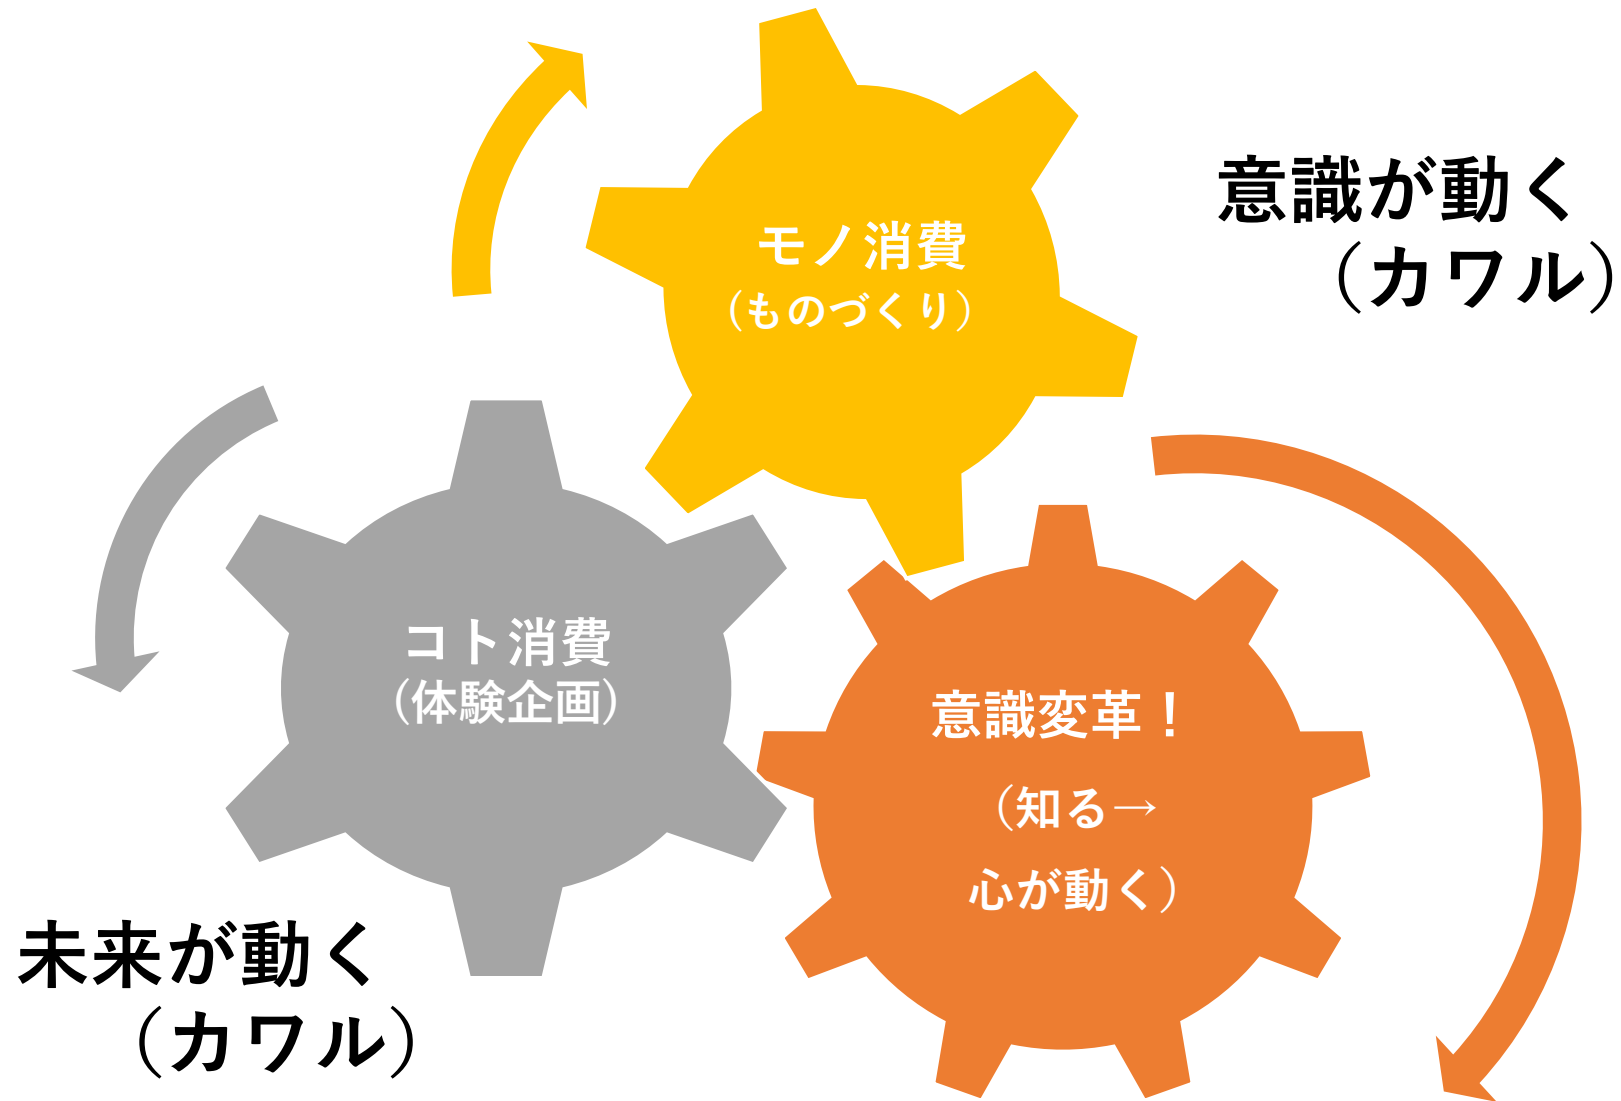 モノ消費
（ものづくり）
意識が動く
（カワル）
コト消費
（体験企画）
意識変革！
（知る→
心が動く）
未来が動く
（カワル）